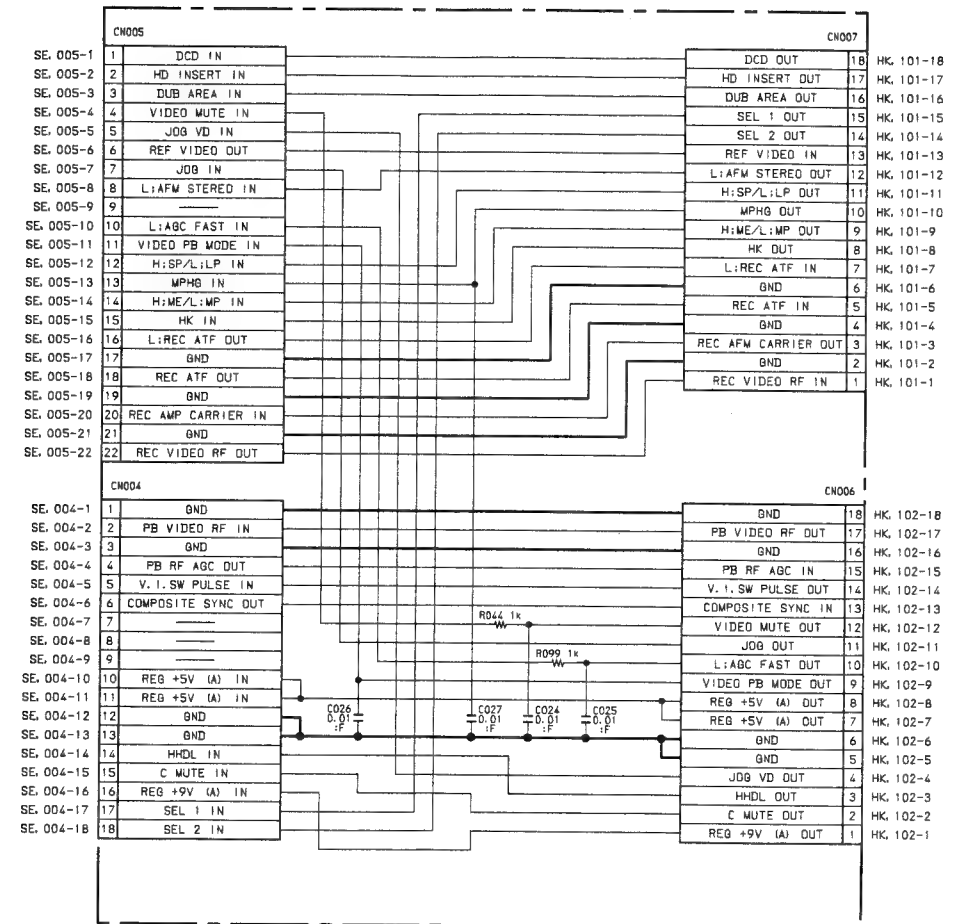 CN005
SE. 005-1 1 DCD IN
SE. 005-2 2 HD INSERT IN
SE. 005-3 3 DUB AREA IN
SE. 005-4 4 VIDEO MUTE IN
SE. 005-5 5 JOG VD IN
SE. 005-6 6 REF VIDEO OUT
SE. 005-7 7 JOG IN
SE. 005-8 8 L:AFM STEREO IN
SE. 005-9 9
SE. 005-10 10 L:AGC FAST IN
SE. 005-11 11 VIDEO PB MODE IN
SE. 005-12 12 H:SP/L:LP IN
SE. 005-13 13 MPHG IN
SE. 005-14 14 H:ME/L:MP IN
SE. 005-15 15 HK IN
SE. 005-16 16 L:REC ATF OUT
SE. 005-17 17 GND
SE. 005-18 18 REC ATF OUT
SE. 005-19 19 GND
SE. 005-20 20 REC AMP CARRIER IN
SE. 005-21 21 GND
SE. 005-22 22 REC VIDEO RF OUT
CN007
DCD OUT 18 HK. 101-18
HD INSERT OUT 17 HK. 101-17
DUB AREA OUT 16 HK. 101-16
SEL 1 OUT 15 HK. 101-15
SEL 2 OUT 14 HK. 101-14
REF VIDEO IN 13 HK. 101-13
L:AFM STEREO OUT 12 HK. 101-12
H:SP/L:LP OUT 11 HK. 101-11
MPHG OUT 10 HK. 101-10
H:ME/L:MP OUT 9 HK. 101-9
HK OUT 8 HK. 101-8
L:REC ATF IN 7 HK. 101-7
GND 6 HK. 101-6
REC ATF IN 5 HK. 101-5
GND 4 HK. 101-4
REC AFM CARRIER OUT 3 HK. 101-3
GND 2 HK. 101-2
REC VIDEO RF IN 1 HK. 101-1
CN004
SE. 004-1 1 GND
SE. 004-2 2 PB VIDEO RF IN
SE. 004-3 3 GND
SE. 004-4 4 PB RF AGC OUT
SE. 004-5 5 V.I.SW PULSE IN
SE. 004-6 6 COMPOSITE SYNC OUT
SE. 004-7 7
SE. 004-8 8
SE. 004-9 9
SE. 004-10 10 REG +5V (A) IN
SE. 004-11 11 REG +5V (A) IN
SE. 004-12 12 GND
SE. 004-13 13 GND
SE. 004-14 14 HHDL IN
SE. 004-15 15 C MUTE IN
SE. 004-16 16 REG +9V (A) IN
SE. 004-17 17 SEL 1 IN
SE. 004-18 18 SEL 2 IN
R044 1k
R099 1k
C026
0.01
:F
C027
0.01
:F
C024
0.01
:F
C025
0.01
:F
CN006
GND 18 HK. 102-18
PB VIDEO RF OUT 17 HK. 102-17
GND 16 HK. 102-16
PB RF AGC IN 15 HK. 102-15
V.I.SW PULSE OUT 14 HK. 102-14
COMPOSITE SYNC IN 13 HK. 102-13
VIDEO MUTE OUT 12 HK. 102-12
JOG OUT 11 HK. 102-11
L:AGC FAST OUT 10 HK. 102-10
VIDEO PB MODE OUT 9 HK. 102-9
REG +5V (A) OUT 8 HK. 102-8
REG +5V (A) OUT 7 HK. 102-7
GND 6 HK. 102-6
GND 5 HK. 102-5
JOG VD OUT 4 HK. 102-4
HHDL OUT 3 HK. 102-3
C MUTE OUT 2 HK. 102-2
REG +9V (A) OUT 1 HK. 102-1